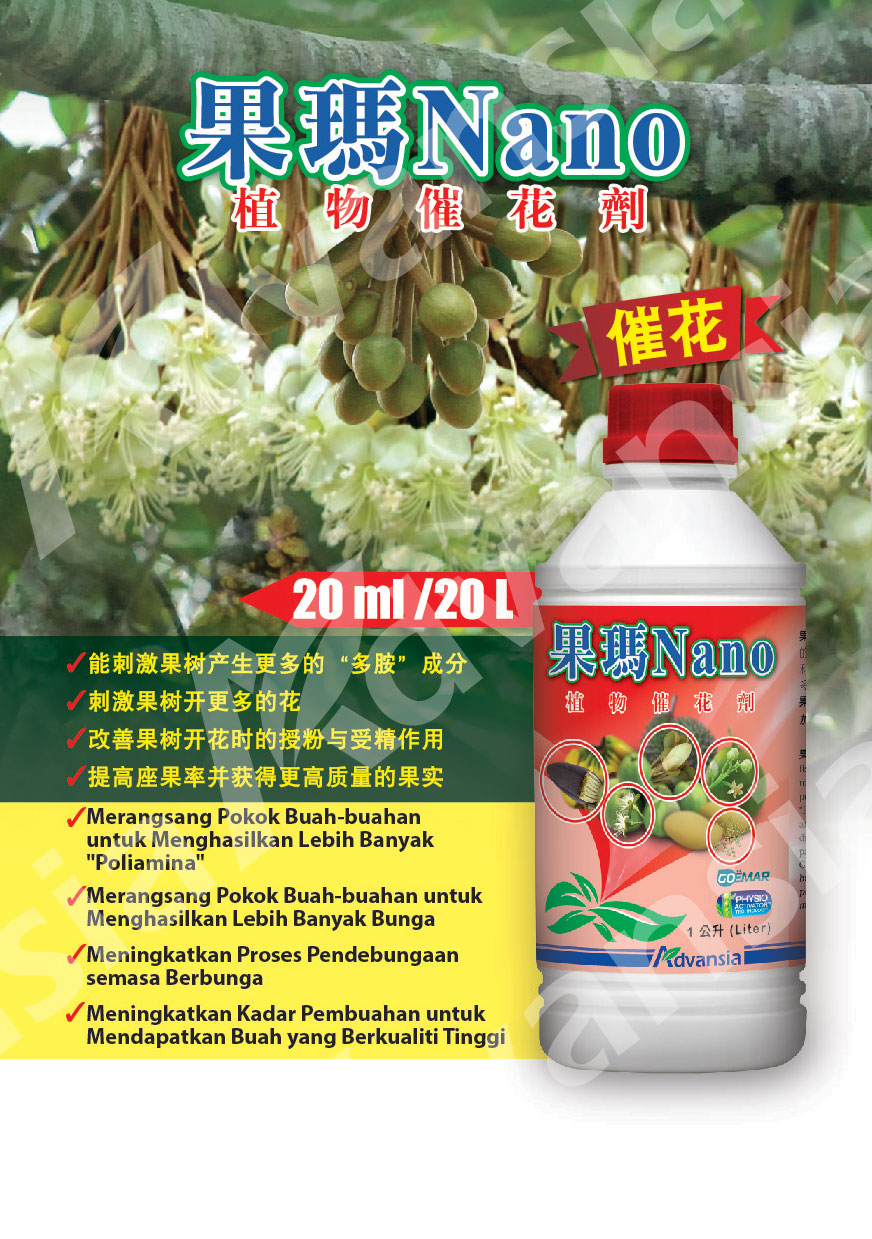 果瑪Nano
植物催花劑
催花
20 ml /20 L
✓能刺激果树产生更多的“多胺”成分
✓刺激果树开更多的花
✓改善果树开花时的授粉与受精作用
✓提高座果率并获得更高质量的果实
✓Merangsang Pokok Buah-buahan
untuk Menghasilkan Lebih Banyak
"Poliamina"
✓Merangsang Pokok Buah-buahan untuk
Menghasilkan Lebih Banyak Bunga
✓Meningkatkan Proses Pendebungaan
semasa Berbunga
✓Meningkatkan Kadar Pembuahan untuk
Mendapatkan Buah yang Berkualiti Tinggi
果瑪Nano
植物催花劑
GOËMAR
PHYSIO
ACTIVATOR
TECHNOLOGY
1 公升 (Liter)
Advansia